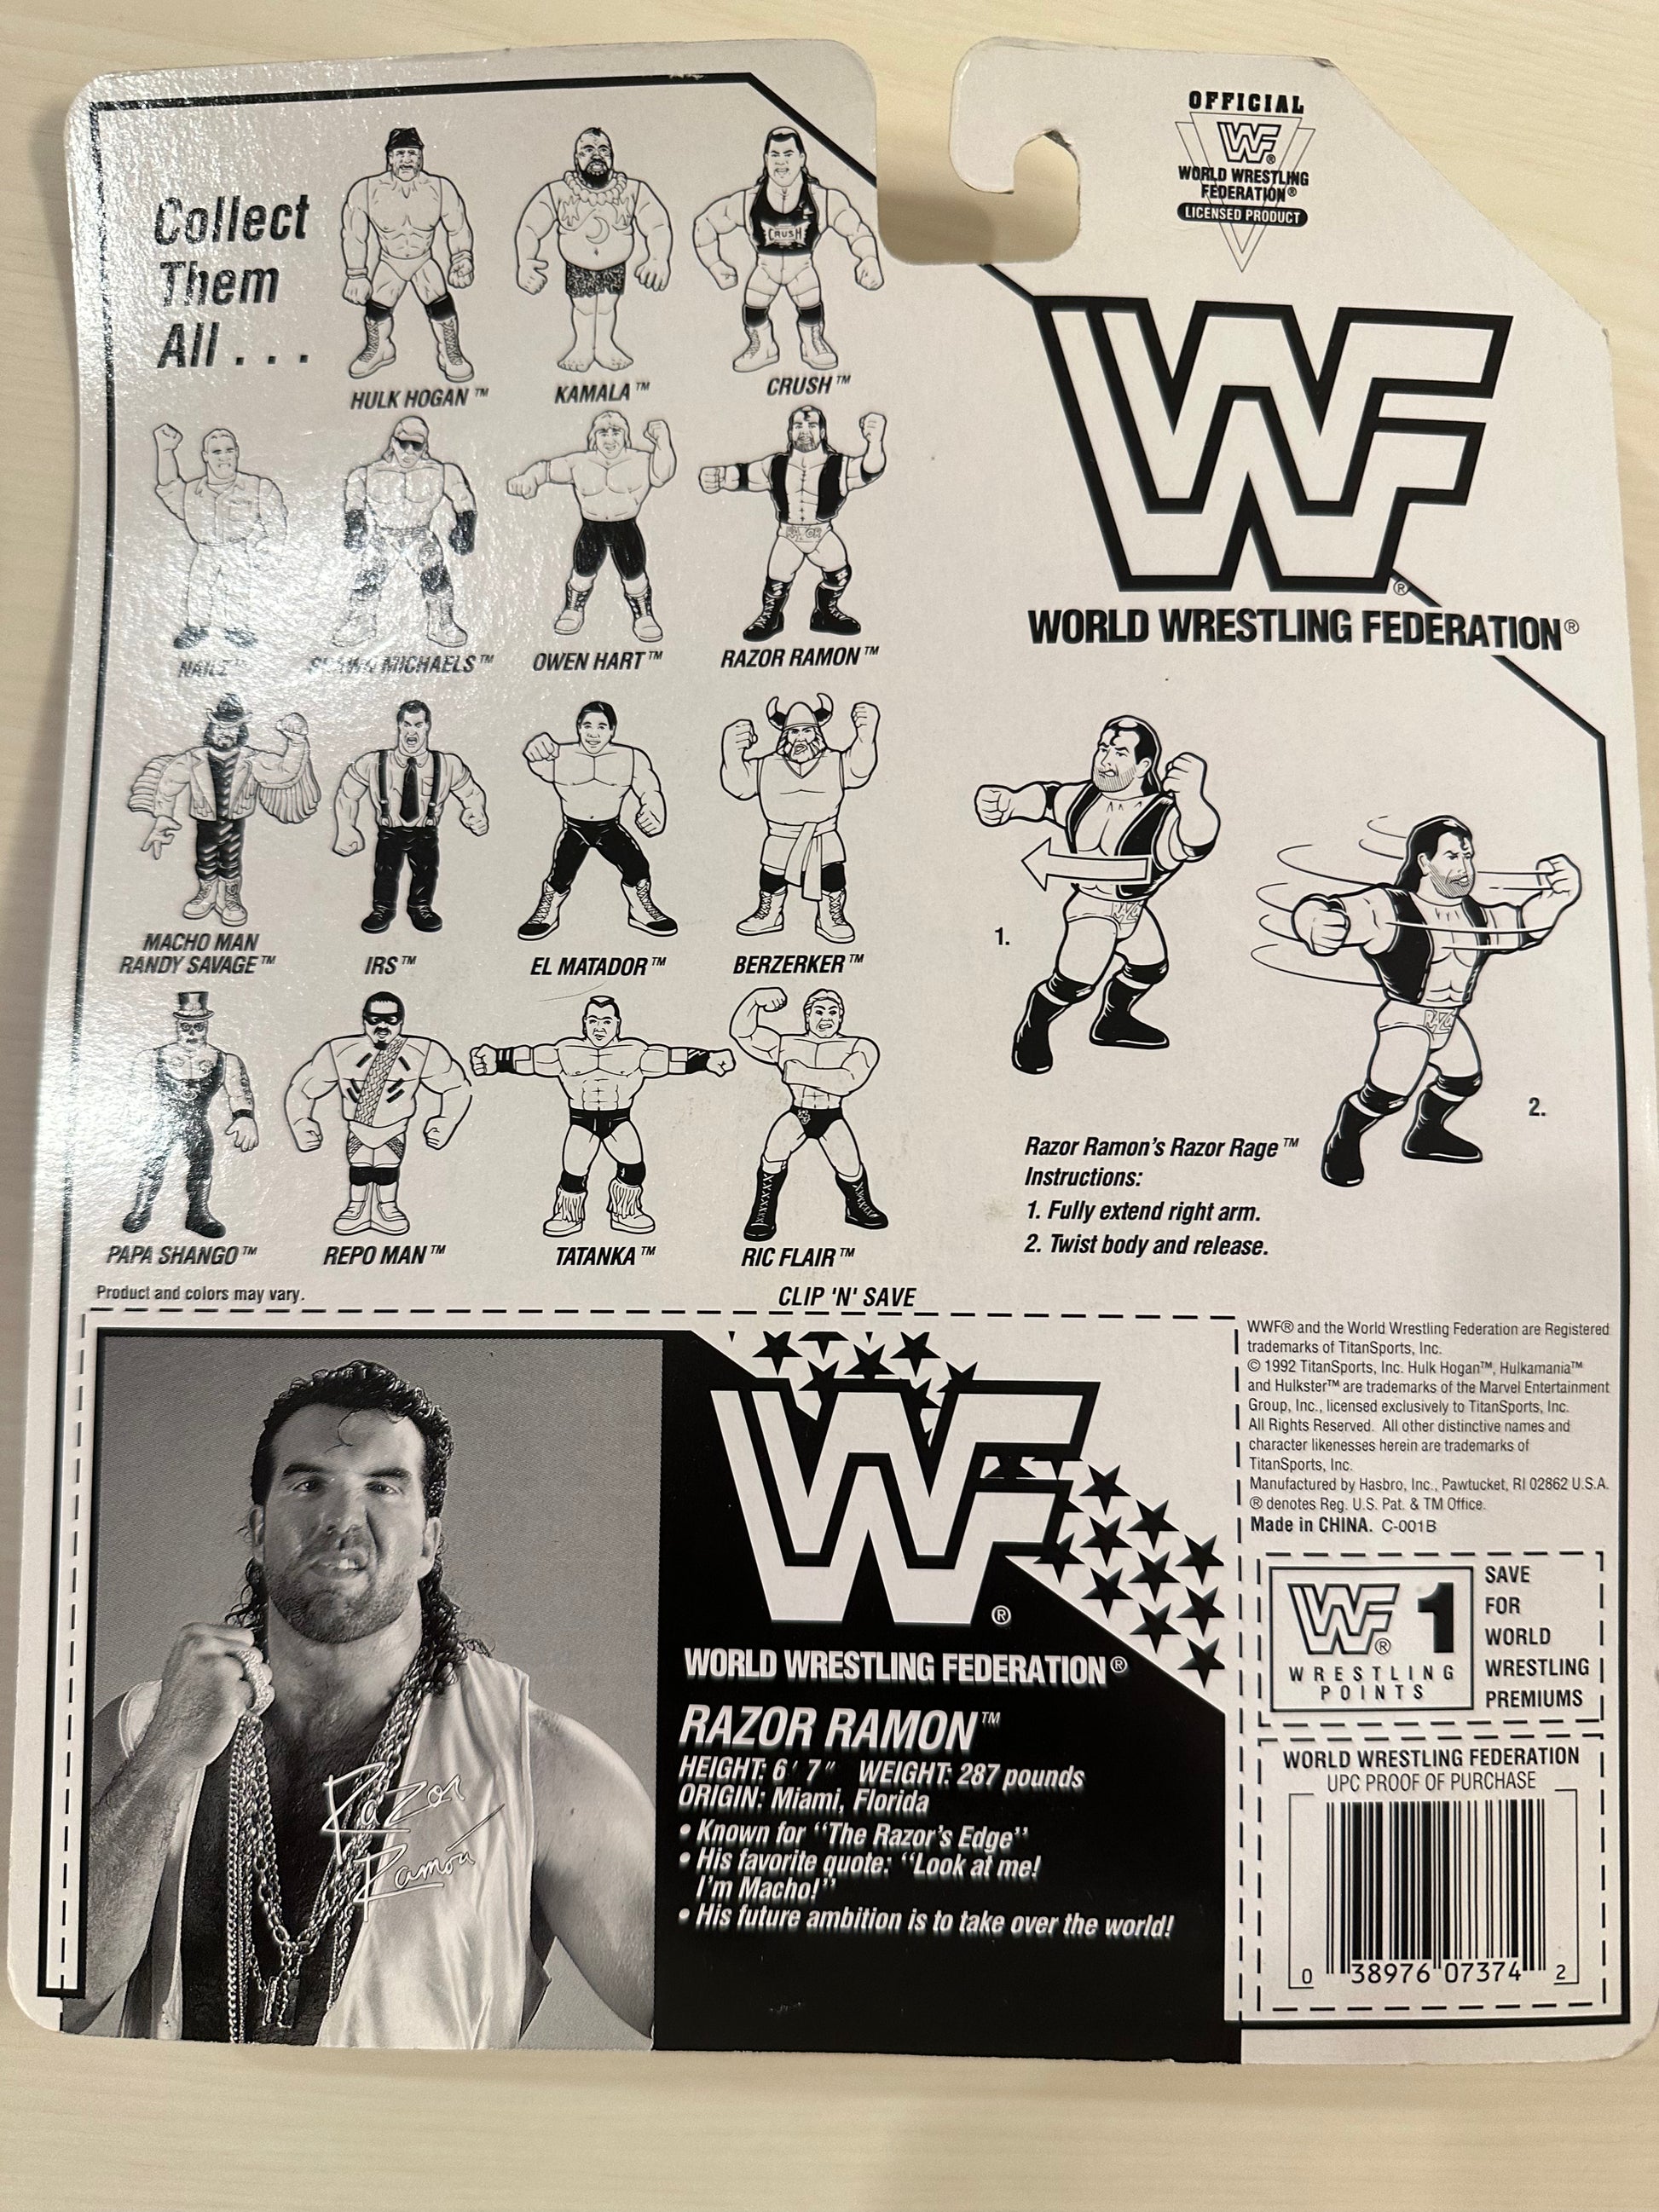 OFFICIAL
WF®
WORLD WRESTLING
FEDERATION®
LICENSED PRODUCT
Collect
Them
All . . .
CRUSH
HULK HOGAN™
KAMALA™
CRUSH™
RAZOR
NAILZ™
SHAWN MICHAELS™
OWEN HART™
RAZOR RAMON™
MACHO MAN
RANDY SAVAGE™
IRS™
EL MATADOR™
BERZERKER™
PAPA SHANGO™
REPO MAN™
TATANKA™
RIC FLAIR™
Product and colors may vary.
CLIP 'N' SAVE
WF®
WORLD WRESTLING FEDERATION®
1.
2.
Razor Ramon's Razor Rage™
Instructions:
1. Fully extend right arm.
2. Twist body and release.
Razor
Ramon
WF®
WORLD WRESTLING FEDERATION®
RAZOR RAMON™
HEIGHT: 6' 7" WEIGHT: 287 pounds
ORIGIN: Miami, Florida
• Known for "The Razor's Edge"
• His favorite quote: "Look at me!
I'm Macho!"
• His future ambition is to take over the world!
WWF® and the World Wrestling Federation are Registered
trademarks of TitanSports, Inc.
© 1992 TitanSports, Inc. Hulk Hogan™, Hulkamania™
and Hulkster™ are trademarks of the Marvel Entertainment
Group, Inc., licensed exclusively to TitanSports, Inc.
All Rights Reserved. All other distinctive names and
character likenesses herein are trademarks of
TitanSports, Inc.
Manufactured by Hasbro, Inc., Pawtucket, RI 02862 U.S.A.
® denotes Reg. U.S. Pat. & TM Office.
Made in CHINA. C-001B
WF® 1
WRESTLING
POINTS
SAVE
FOR
WORLD
WRESTLING
PREMIUMS
WORLD WRESTLING FEDERATION
UPC PROOF OF PURCHASE
0 38976 07374 2